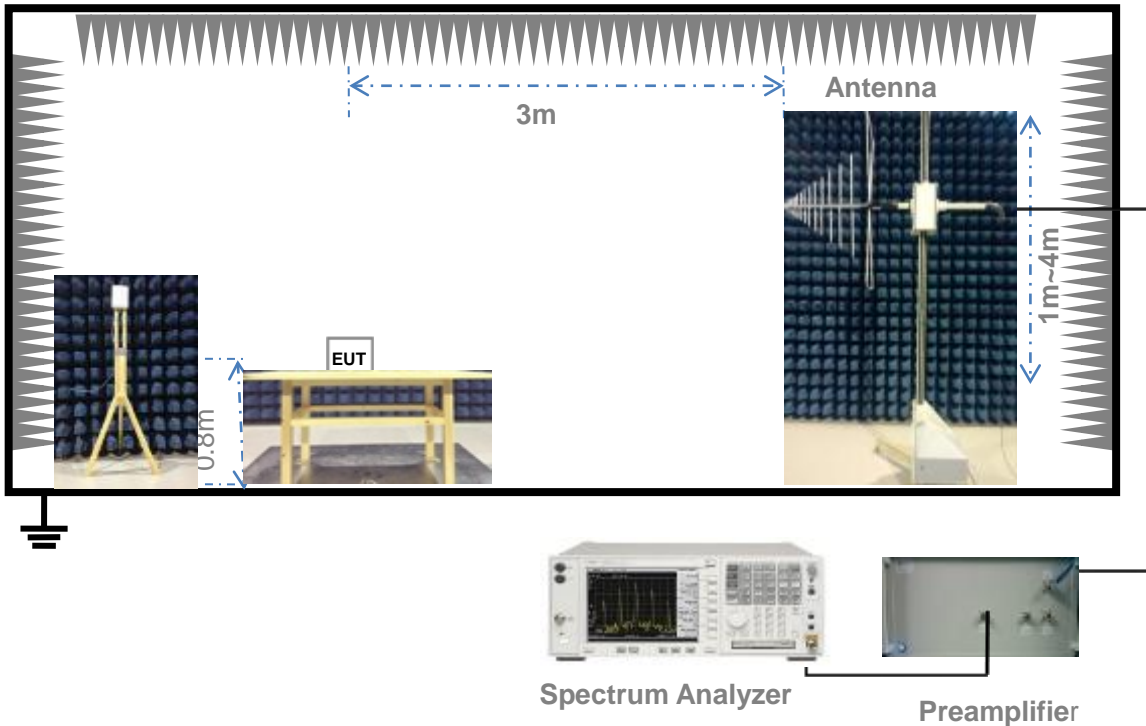 Antenna
3m
1m~4m
EUT
0.8m
Spectrum Analyzer
Preamplifier